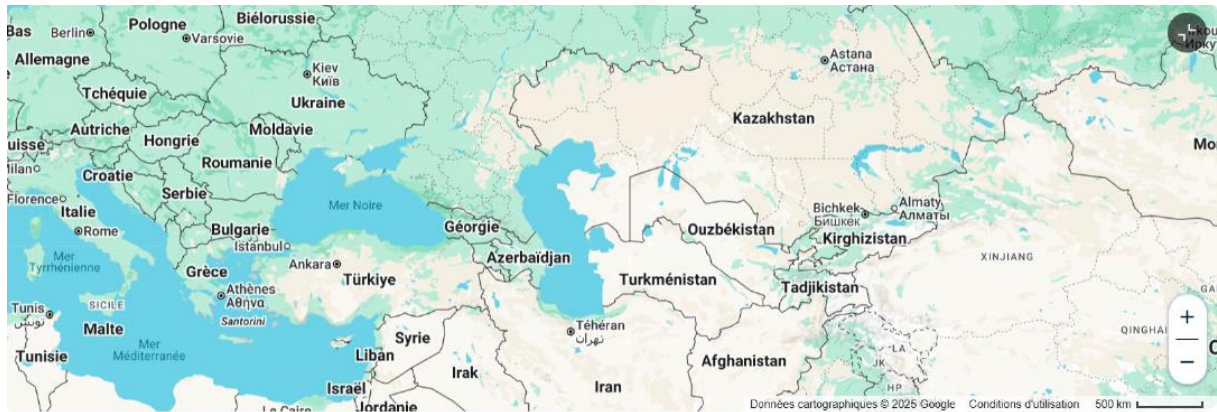 Bas
Berlin
Pologne
Varsovie
Biélorussie
Allemagne
Tchéquie
Kiev
Київ
Ukraine
Astana
Астана
Kazakhstan
Autriche
Hongrie
Moldavie
Roumanie
Croatie
Serbie
Florence
Italie
Rome
Mer
Tyrrhénienne
Bulgarie
Istanbul
Mer Noire
Géorgie
Azerbaïdjan
Ankara
Türkiye
Grèce
Athènes
Αθήνα
Santorini
Ouzbékistan
Turkménistan
Bichkek
Бишкек
Almaty
Алматы
Kirghizistan
Tadjikistan
XINJIANG
QINGHAI
Tunis
تونس
Tunisie
SICILE
Malte
Mer
Méditerranée
Syrie
Liban
Israël
Jordanie
Irak
Téhéran
تهران
Iran
Afghanistan
LA
JK
HP
+
−
Données cartographiques © 2025 Google
Conditions d'utilisation
500 km